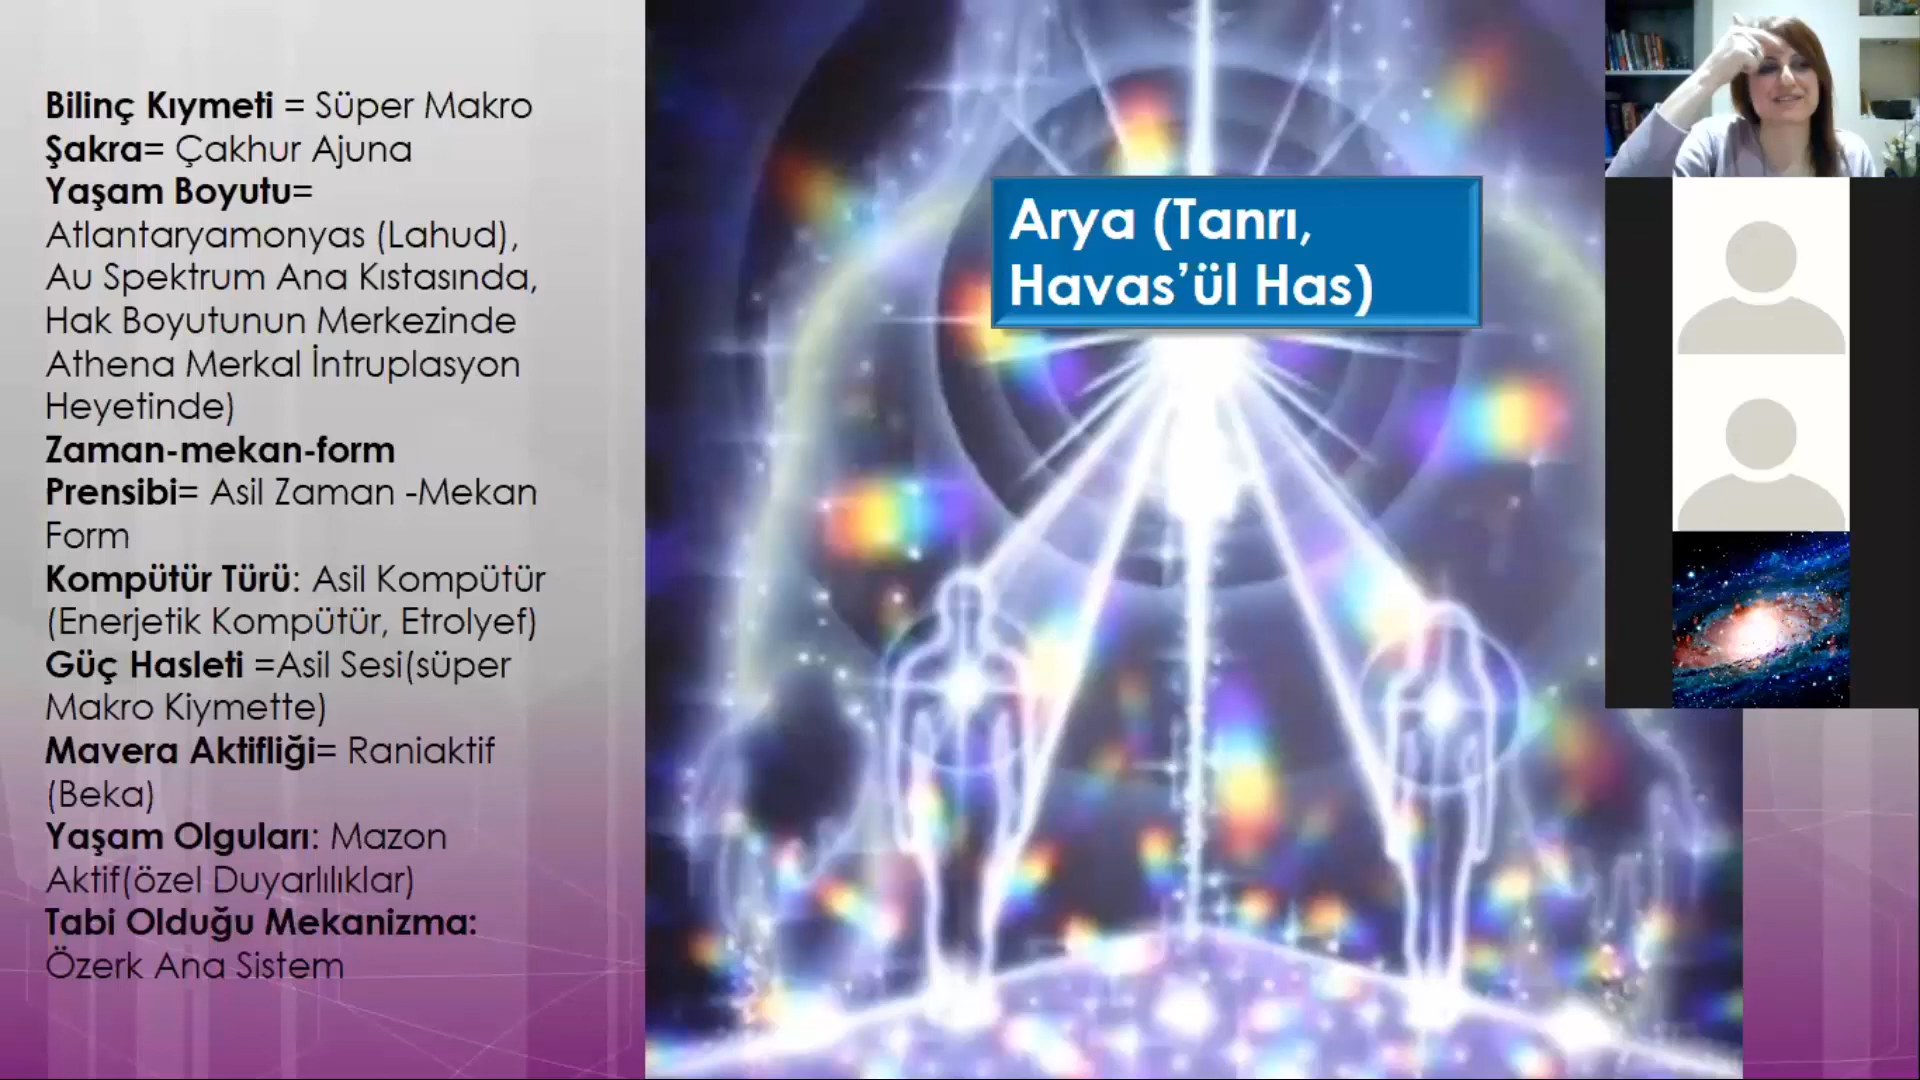 Bilinç Kıymeti = Süper Makro
Şakra= Çakhur Ajuna
Yaşam Boyutu=
Atlantaryamonyas (Lahud),
Au Spektrum Ana Kıstasında,
Hak Boyutunun Merkezinde
Athena Merkal İntruplasyon
Heyetinde)
Zaman-mekan-form
Prensibi= Asil Zaman -Mekan
Form
Kompütür Türü: Asil Kompütür
(Enerjetik Kompütür, Etrolyef)
Güç Hasleti =Asil Sesi(süper
Makro Kiymette)
Mavera Aktifliği= Raniaktif
(Beka)
Yaşam Olguları: Mazon
Aktif(özel Duyarlılıklar)
Tabi Olduğu Mekanizma:
Özerk Ana Sistem
Arya (Tanrı,
Havas’ül Has)